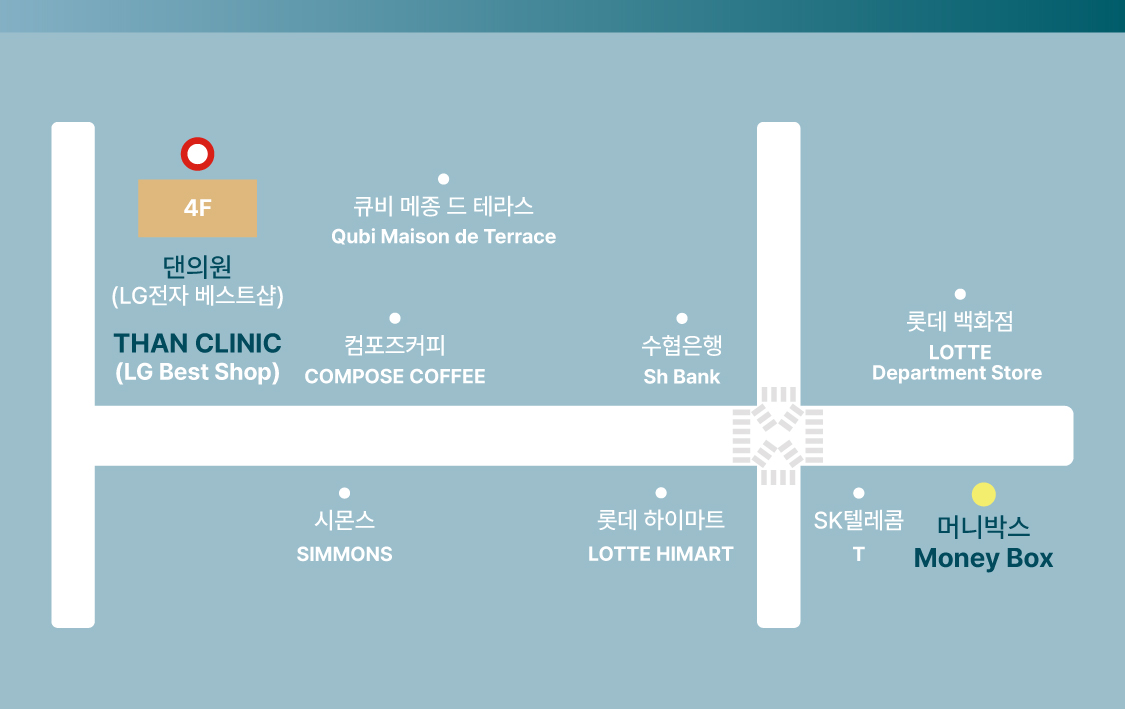 4F
댄의원
(LG전자 베스트샵)
THAN CLINIC
(LG Best Shop)
큐비 메종 드 테라스
Qubi Maison de Terrace
컴포즈커피
COMPOSE COFFEE
수협은행
Sh Bank
롯데 백화점
LOTTE
Department Store
시몬스
SIMMONS
롯데 하이마트
LOTTE HIMART
SK텔레콤
T
머니박스
Money Box